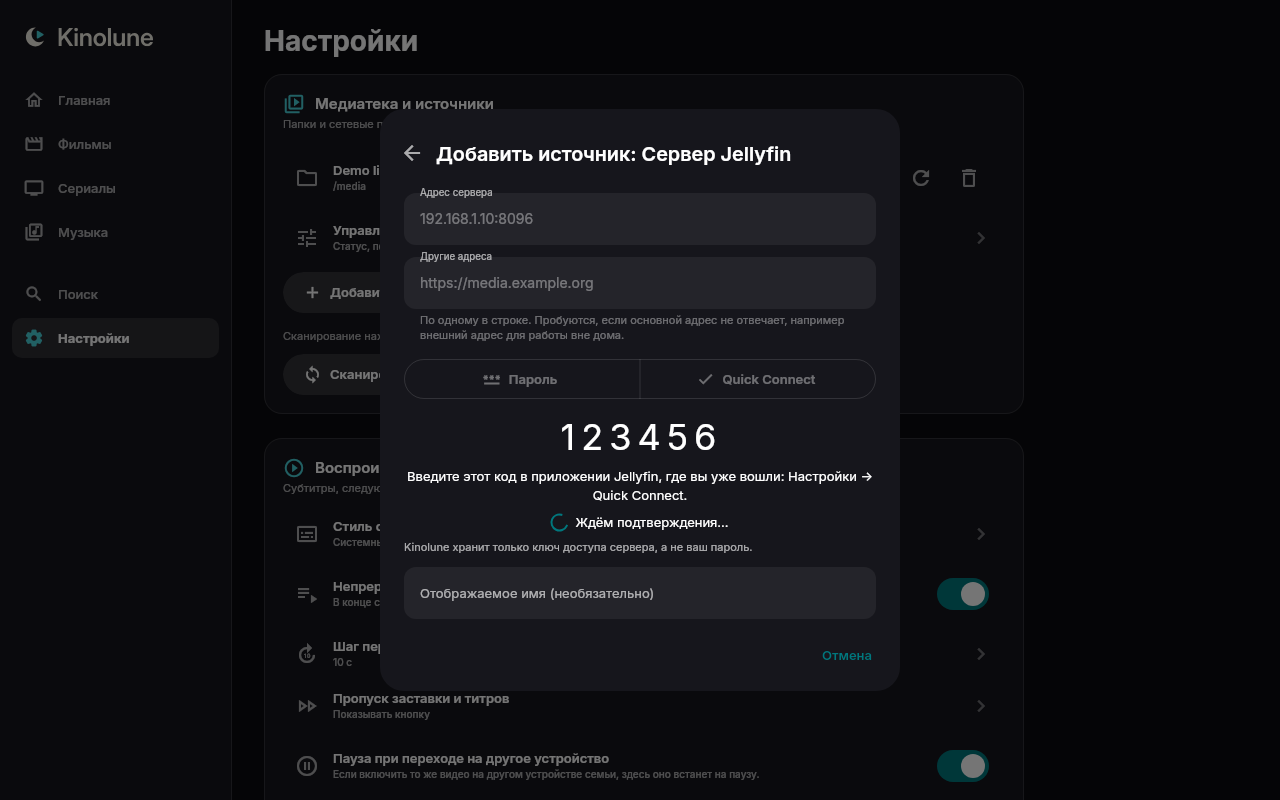 Kinolune
Главная
Фильмы
Сериалы
Музыка
Поиск
Настройки
Настройки
Медиатека и источники
Папки и сетевые
Demo li
/media
Управл
Статус,
Добави
Сканирование
Сканиро
Добавить источник: Сервер Jellyfin
Адрес сервера
192.168.1.10:8096
Другие адреса
https://media.example.org
По одному в строке. Пробуются, если основной адрес не отвечает, например
внешний адрес для работы вне дома.
Пароль
Quick Connect
123456
Введите этот код в приложении Jellyfin, где вы уже вошли: Настройки →
Quick Connect.
Ждём подтверждения...
Kinolune хранит только ключ доступа сервера, а не ваш пароль.
Отображаемое имя (необязательно)
Отмена
Воспрои
Субтитры,
Стиль
Системн
Непрер
В конце
Шаг
10 с
Пропуск заставки и титров
Показывать кнопку
Пауза при переходе на другое устройство
Если включить то же видео на другом устройстве семьи, здесь оно встанет на паузу.